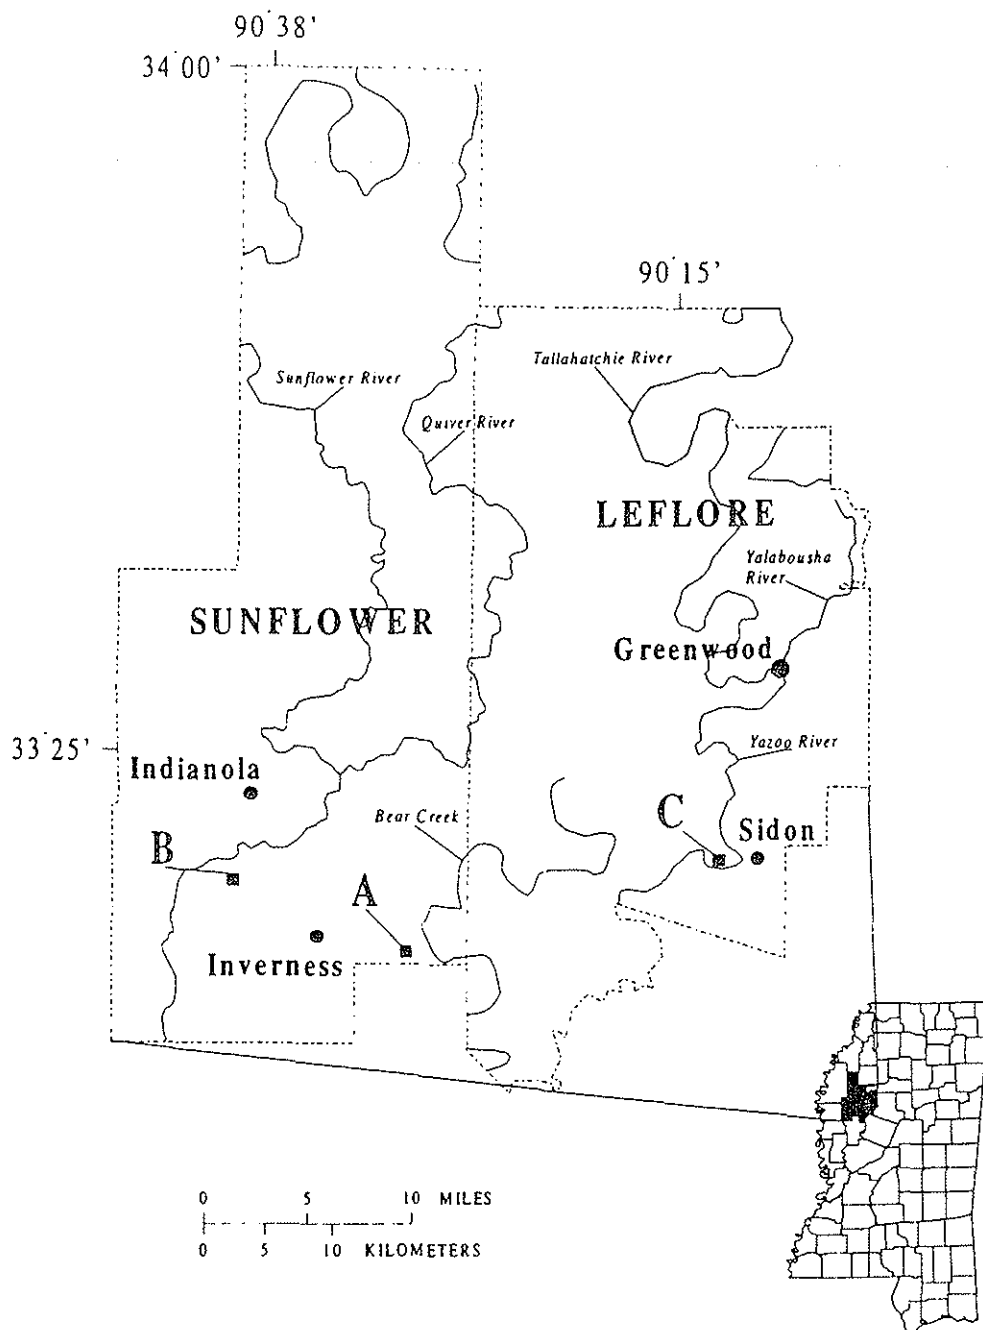 90°38'
34°00'
90°15'
Tallahatchie River
Sunflower River
Quiver River
LEFLORE
Yalabousha
River
SUNFLOWER
Greenwood
33°25'
Yazoo River
Indianola
Bear Creek
C
Sidon
B
A
Inverness
0 5 10 MILES
0 5 10 KILOMETERS